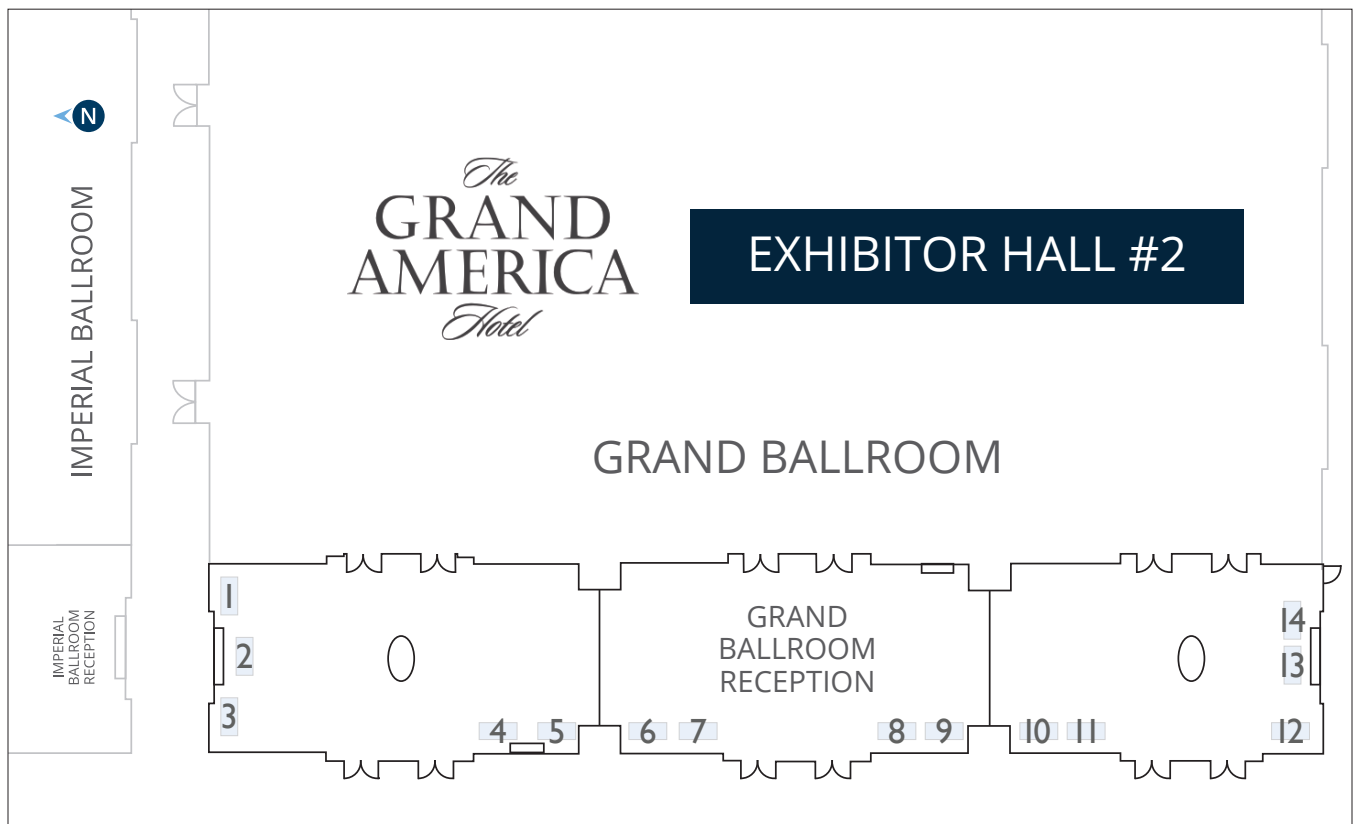 N
IMPERIAL BALLROOM
The
GRAND
AMERICA
Hotel
EXHIBITOR HALL #2
GRAND BALLROOM
IMPERIAL
BALLROOM
RECEPTION
GRAND
BALLROOM
RECEPTION
1
2
3
4
5
6
7
8
9
10
11
12
13
14